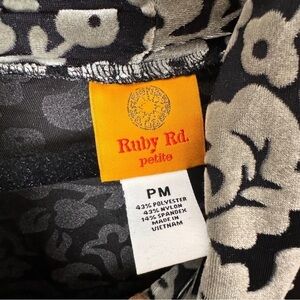 Ruby Rd.
petite
PM
43% POLYESTER
43% NYLON
14% SPANDEX
MADE IN
VIETNAM